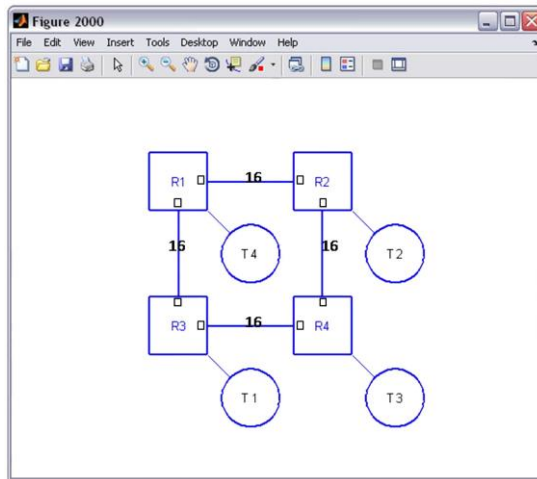 Figure 2000
File Edit View Insert Tools Desktop Window Help
R1 16 R2
16 T4 16 T2
R3 16 R4
T1 T3